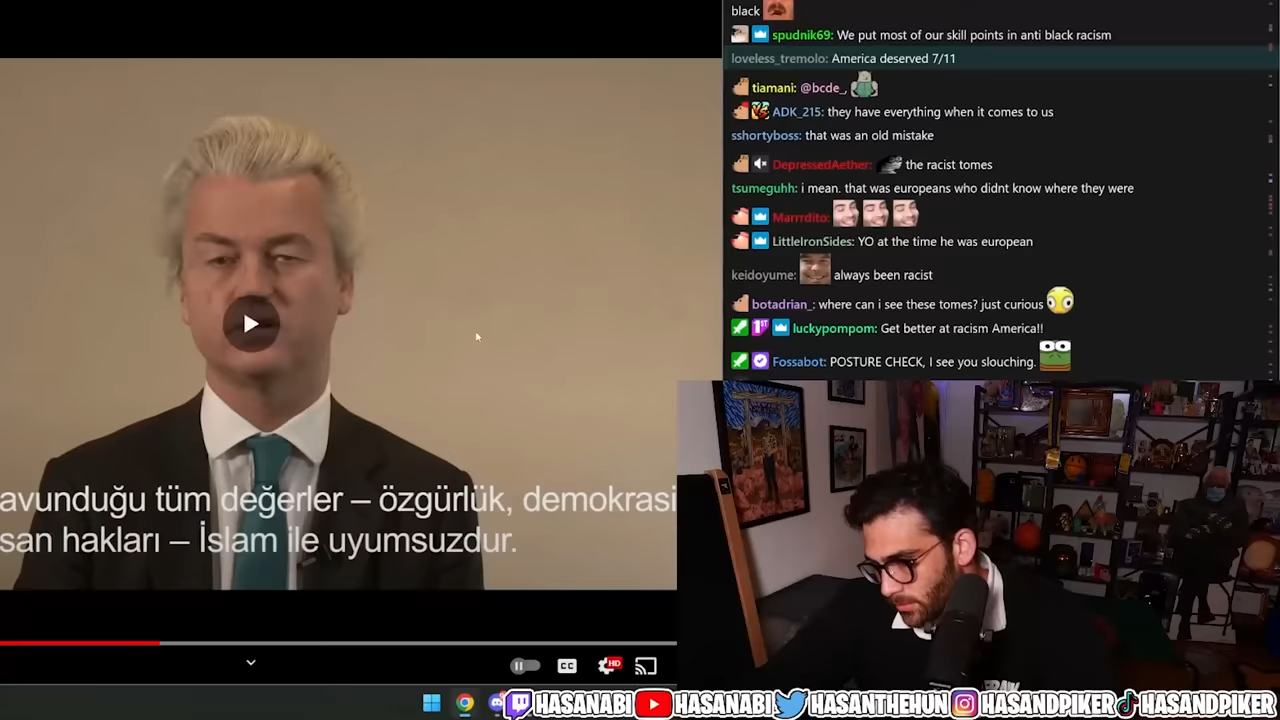 black
spudnik69: We put most of our skill points in anti black racism
loveless_tremolo: America deserved 7/11
tiamani: @bcde_,
ADK_215: they have everything when it comes to us
sshortyboss: that was an old mistake
DepressedAether: the racist tomes
tsumeguhh: i mean. that was europeans who didnt know where they were
Marrrdito:
LittleIronSides: YO at the time he was european
keidoyume: always been racist
botadrian_: where can i see these tomes? just curious
1ST luckypompom: Get better at racism America!!
Fossabot: POSTURE CHECK, I see you slouching.
avunduğu tüm değerler – özgürlük, demokrasi
san hakları – İslam ile uyumsuzdur.
CC HD
HASANABI HASANABI HASANTHEHUN HASANDPIKER HASANDPIKER